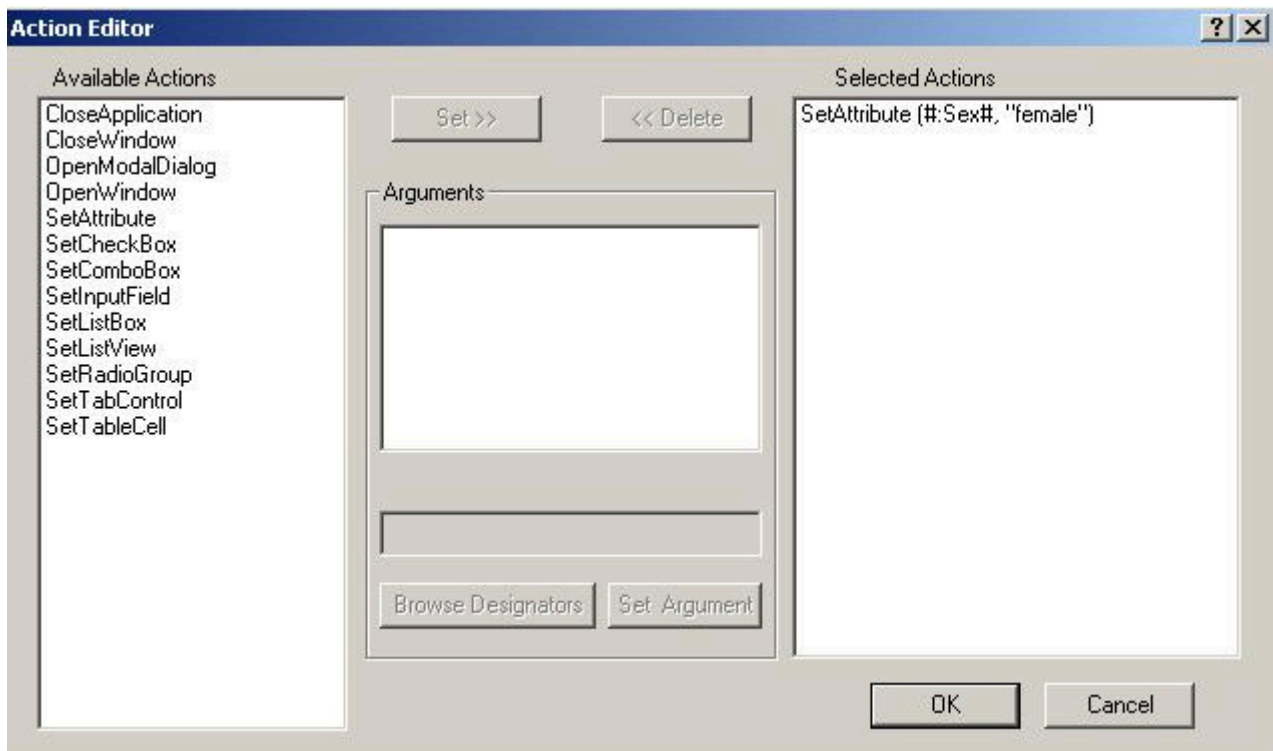 Action Editor
Available Actions
CloseApplication
CloseWindow
OpenModalDialog
OpenWindow
SetAttribute
SetCheckBox
SetComboBox
SetInputField
SetListBox
SetListView
SetRadioGroup
SetTabControl
SetTableCell
Set >>
<< Delete
Arguments
Browse Designators
Set Argument
Selected Actions
SetAttribute (#:Sex#, "female")
OK
Cancel